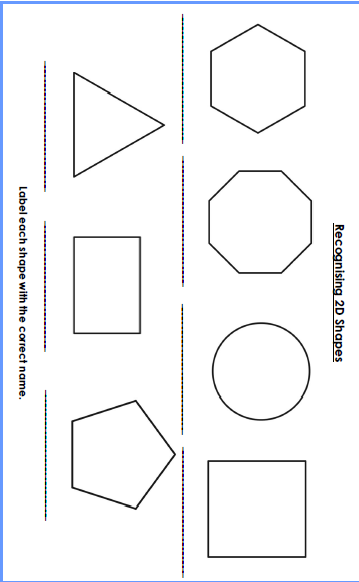 Recognising 2D Shapes
Label each shape with the correct name.